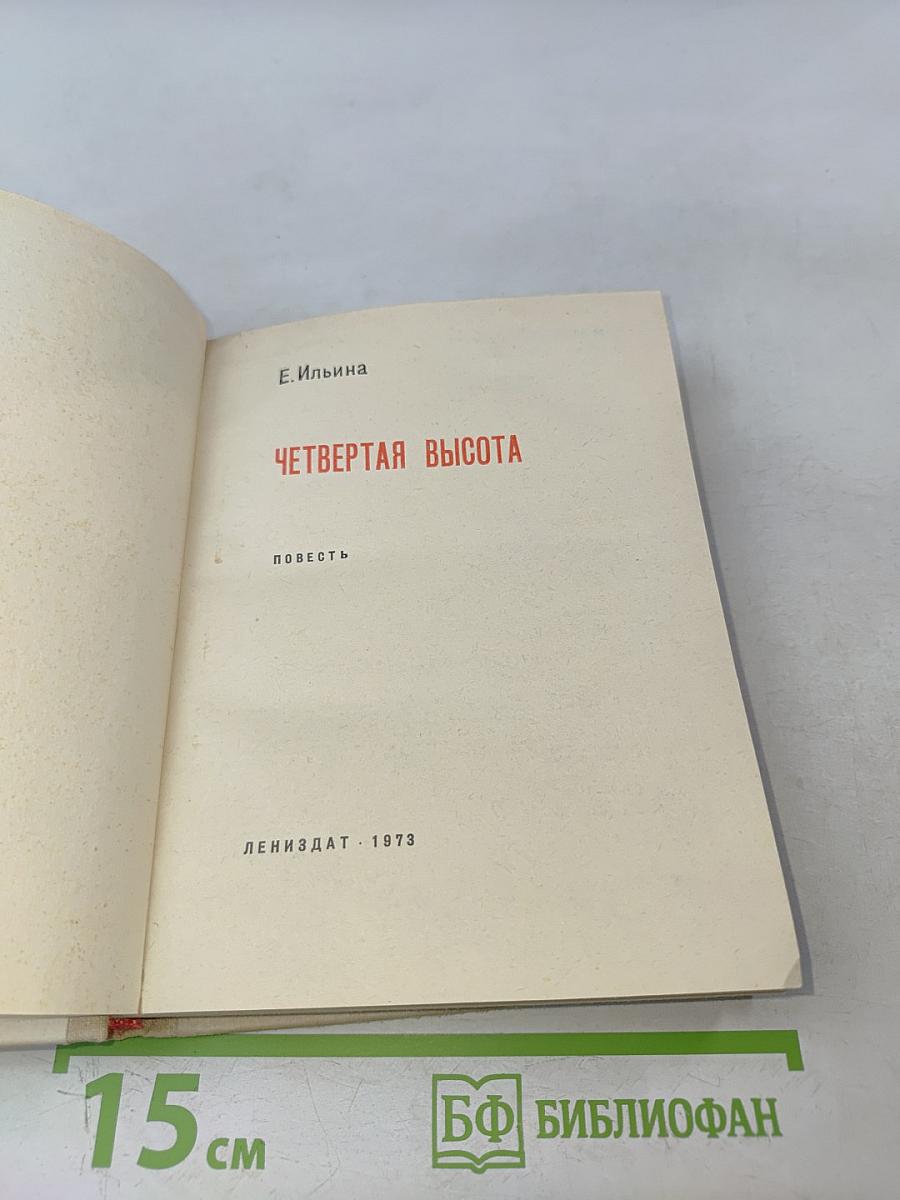 Е. Ильина
ЧЕТВЕРТАЯ ВЫСОТА
ПОВЕСТЬ
ЛЕНИЗДАТ · 1973
15 см
БФ БИБЛИОФАН